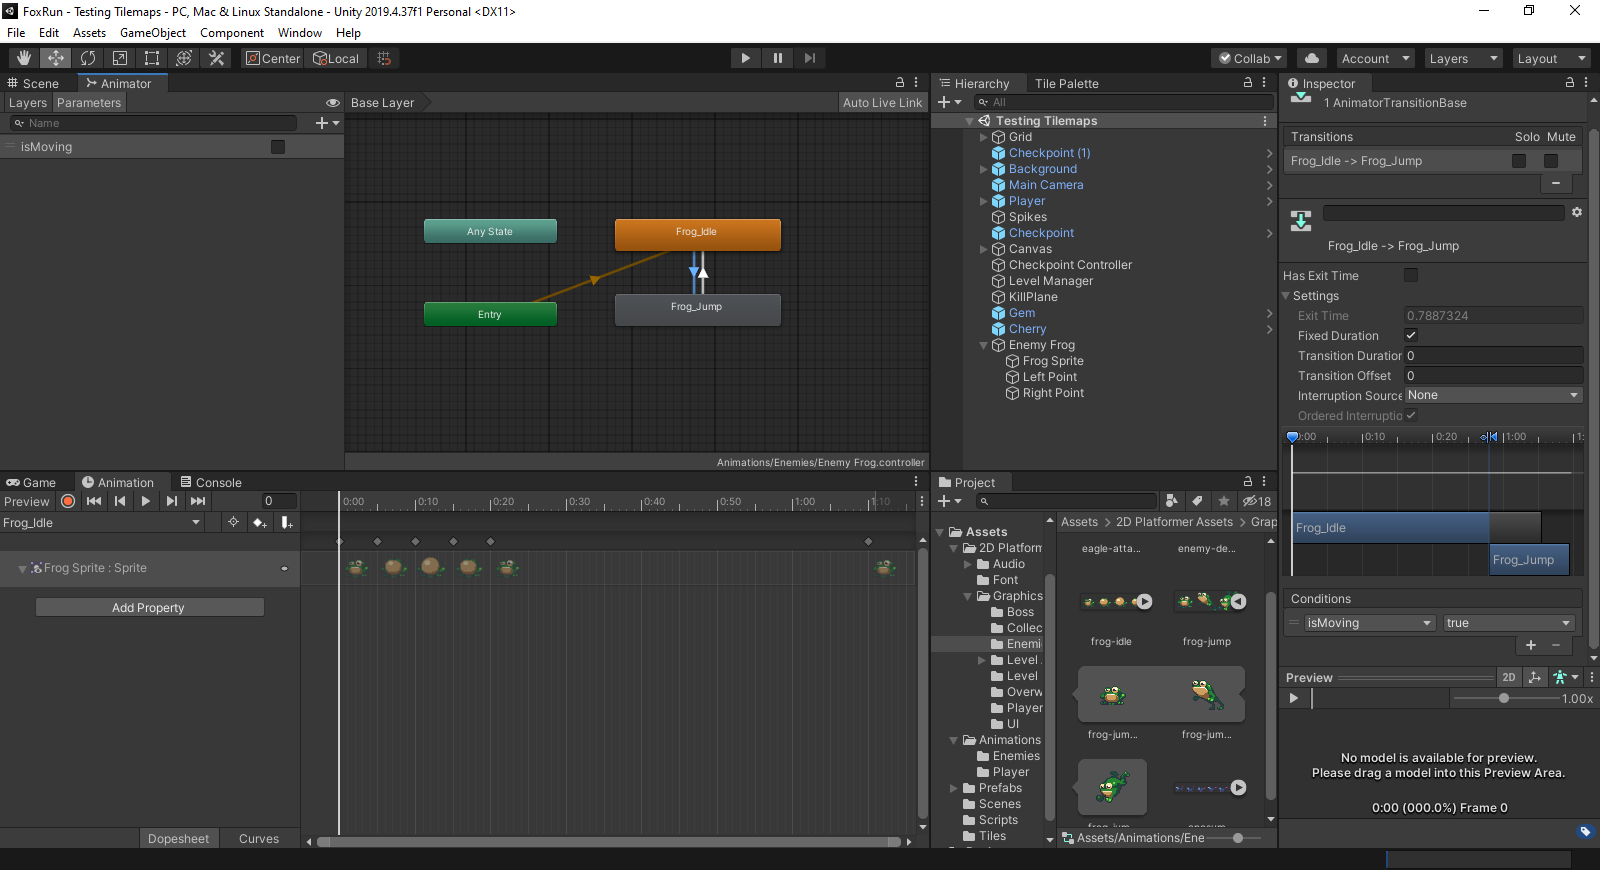 FoxRun - Testing Tilemaps - PC, Mac & Linux Standalone - Unity 2019.4.37f1 Personal <DX11>
File Edit Assets GameObject Component Window Help
Center Local Collab Account Layers Layout
Scene Animator
Layers Parameters Base Layer Auto Live Link
Name
isMoving
Any State
Frog_Idle
Entry
Frog_Jump
Animations/Enemies/Enemy Frog.controller
Hierarchy Tile Palette
All
Testing Tilemaps
Grid
Checkpoint (1)
Background
Main Camera
Player
Spikes
Checkpoint
Canvas
Checkpoint Controller
Level Manager
KillPlane
Gem
Cherry
Enemy Frog
Frog Sprite
Left Point
Right Point
Inspector
1 AnimatorTransitionBase
Transitions Solo Mute
Frog_Idle -> Frog_Jump
Frog_Idle -> Frog_Jump
Has Exit Time
Settings
Exit Time 0.7887324
Fixed Duration
Transition Duration 0
Transition Offset 0
Interruption Source None
Ordered Interruptio
:00 0:10 0:20 1:00 1:
Frog_Idle
Frog_Jump
Conditions
isMoving true
Preview 2D
1.00x
No model is available for preview.
Please drag a model into this Preview Area.
0:00 (000.0%) Frame 0
Game Animation Console
Preview 0
0:00 0:10 0:20 0:30 0:40 0:50 1:00 1:10
Frog_Idle
Frog Sprite : Sprite
Add Property
Dopesheet Curves
Project
18
Assets
2D Platform
Audio
Font
Graphics
Boss
Collec
Enemi
Level
Level
Overw
Player
UI
Animations
Enemies
Player
Prefabs
Scenes
Scripts
Tiles
Assets > 2D Platformer Assets > Grap
eagle-atta... enemy-de...
frog-idle frog-jump
frog-jum... frog-jum...
Assets/Animations/Ene